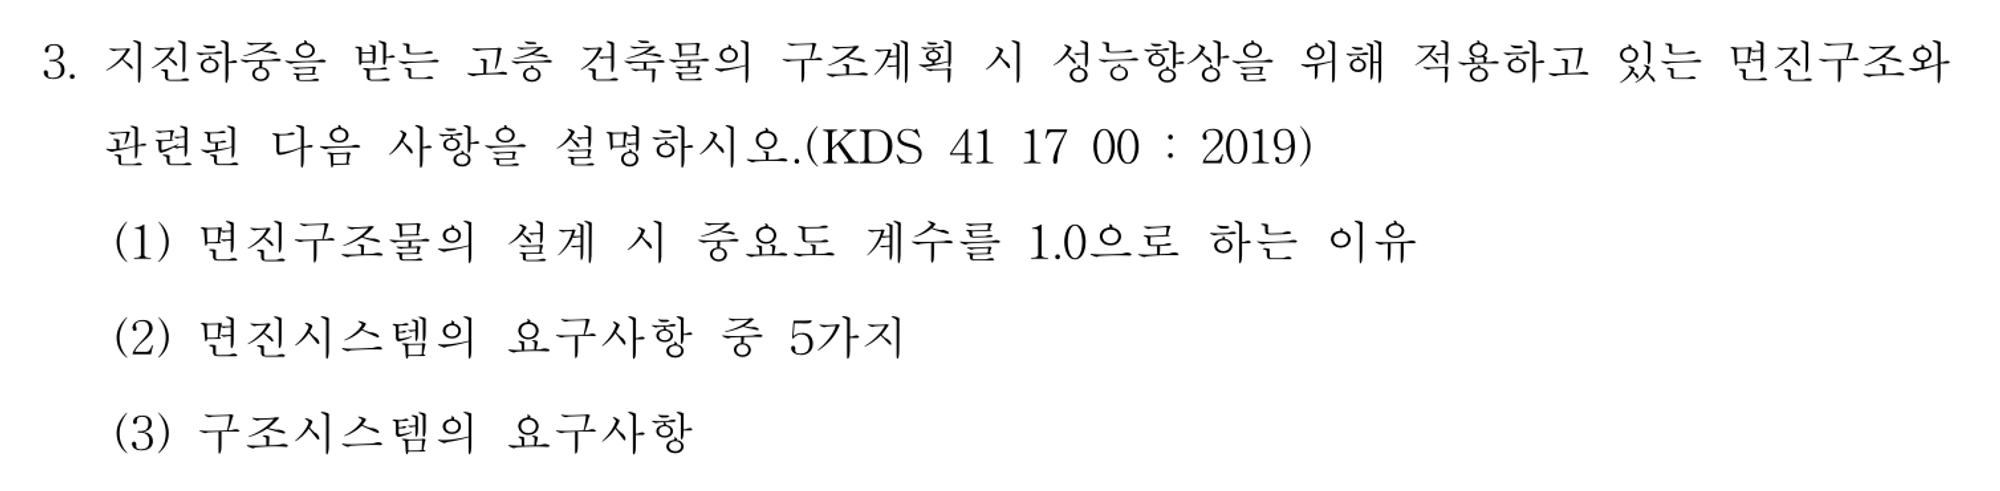 3. 지진하중을 받는 고층 건축물의 구조계획 시 성능향상을 위해 적용하고 있는 면진구조와
관련된 다음 사항을 설명하시오.(KDS 41 17 00 : 2019)
(1) 면진구조물의 설계 시 중요도 계수를 1.0으로 하는 이유
(2) 면진시스템의 요구사항 중 5가지
(3) 구조시스템의 요구사항